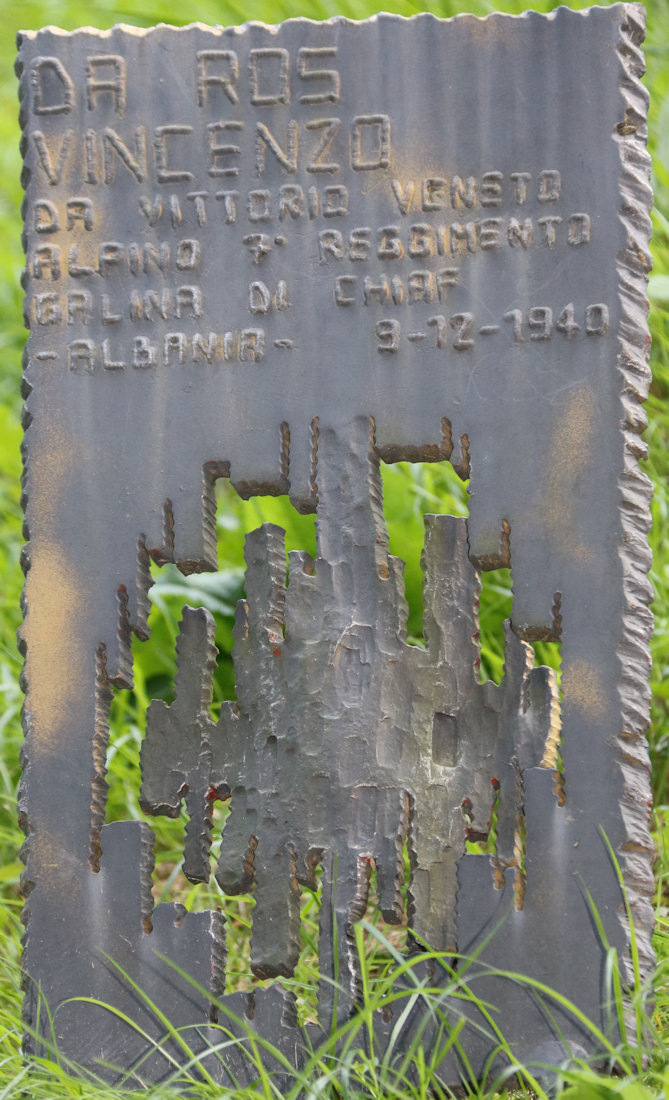 DA ROS
VINCENZO
DA VITTORIO VENETO
ALPINO 7° REGGIMENTO
GALINA DI CHIAF
-ALBANIA- 9-12-1940